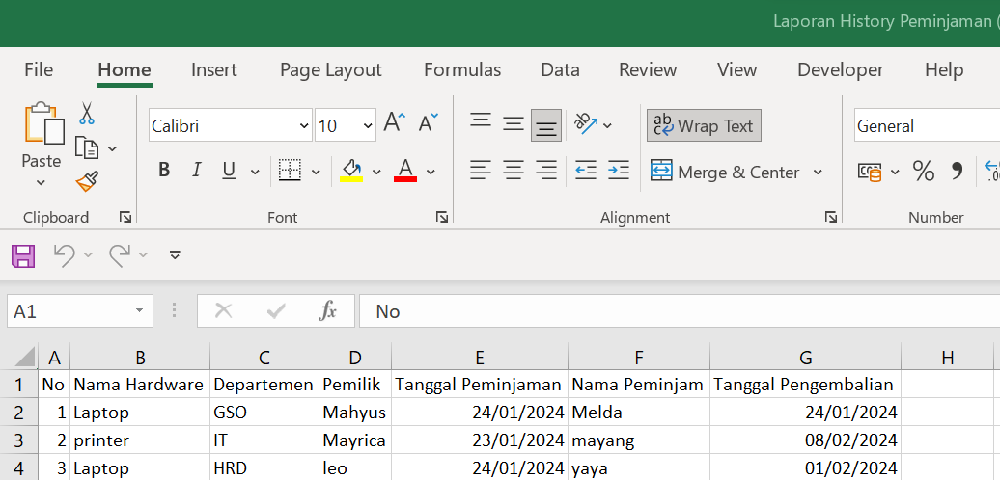 Laporan History Peminjaman (
File Home Insert Page Layout Formulas Data Review View Developer Help
Paste
Calibri 10 A A
B I U A
ab c Wrap Text
Merge & Center
General
% .0
Clipboard Font Alignment Number
A1 fx No
A B C D E F G H
1 No Nama Hardware Departemen Pemilik Tanggal Peminjaman Nama Peminjam Tanggal Pengembalian
2 1 Laptop GSO Mahyus 24/01/2024 Melda 24/01/2024
3 2 printer IT Mayrica 23/01/2024 mayang 08/02/2024
4 3 Laptop HRD leo 24/01/2024 yaya 01/02/2024